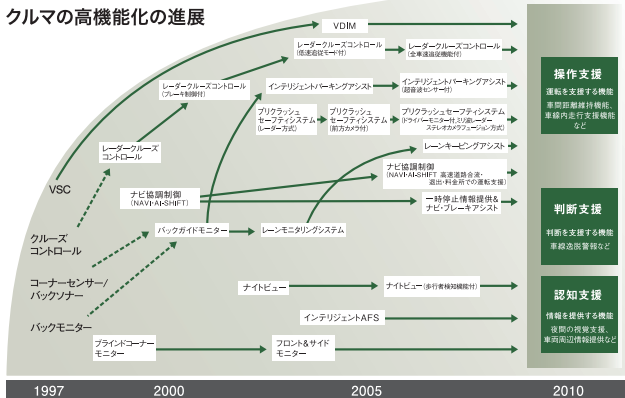 クルマの高機能化の進展
VDIM
レーダークルーズコントロール
(低速追従モード付)
レーダークルーズコントロール
(全車速追従機能付)
レーダークルーズコントロール
(ブレーキ制御付)
インテリジェントパーキングアシスト
インテリジェントパーキングアシスト
(超音波センサー付)
プリクラッシュ
セーフティシステム
(レーダー方式)
プリクラッシュ
セーフティシステム
(前方カメラ付)
プリクラッシュセーフティシステム
(ドライバーモニター付,ミリ波レーダー
ステレオカメラフュージョン方式)
レーダークルーズ
コントロール
レーンキーピングアシスト
VSC
ナビ協調制御
(NAVI・AI-SHIFT)
ナビ協調制御
(NAVI・AI-SHIFT 高速道路合流・
退出・料金所での運転支援)
一時停止情報提供&
ナビ・ブレーキアシスト
クルーズ
コントロール
バックガイドモニター
レーンモニタリングシステム
コーナーセンサー/
バックソナー
ナイトビュー
ナイトビュー(歩行者検知機能付)
バックモニター
インテリジェントAFS
ブラインドコーナー
モニター
フロント&サイド
モニター
操作支援
運転を支援する機能
車間距離維持機能、
車線内走行支援機能
など
判断支援
判断を支援する機能
車線逸脱警報など
認知支援
情報を提供する機能
夜間の視覚支援、
車両周辺情報提供など
1997
2000
2005
2010